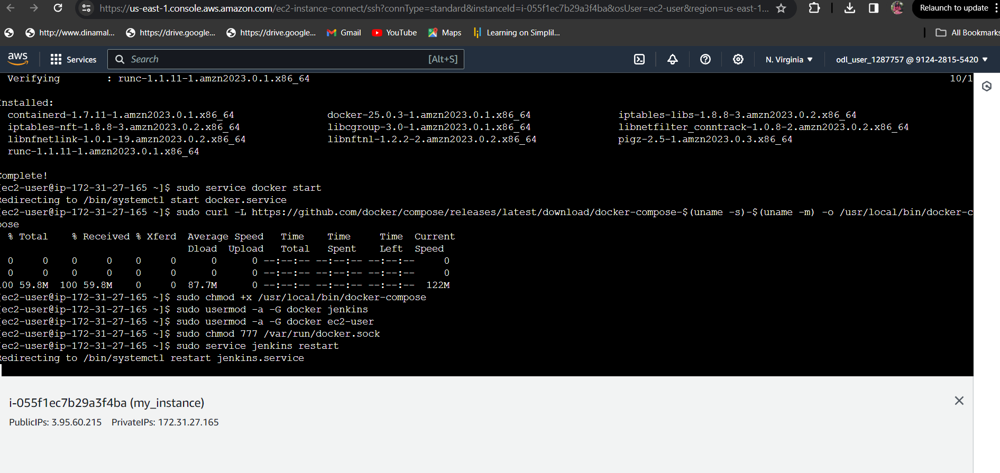 https://us-east-1.console.aws.amazon.com/ec2-instance-connect/ssh?connType=standard&instanceId=i-055f1ec7b29a3f4ba&osUser=ec2-user&region=us-east-1...
Relaunch to update
http://www.dinamal... https://drive.google... https://drive.google... Gmail YouTube Maps Learning on Simplil... All Bookmarks
aws Services Search [Alt+S] N. Virginia ▼ odl_user_1287757 @ 9124-2815-5420 ▼
Verifying : runc-1.1.11-1.amzn2023.0.1.x86_64 10/1
nstalled:
containerd-1.7.11-1.amzn2023.0.1.x86_64 docker-25.0.3-1.amzn2023.0.1.x86_64 iptables-libs-1.8.8-3.amzn2023.0.2.x86_64
iptables-nft-1.8.8-3.amzn2023.0.2.x86_64 libcgroup-3.0-1.amzn2023.0.1.x86_64 libnetfilter_conntrack-1.0.8-2.amzn2023.0.2.x86_64
libnfnetlink-1.0.1-19.amzn2023.0.2.x86_64 libnftnl-1.2.2-2.amzn2023.0.2.x86_64 pigz-2.5-1.amzn2023.0.3.x86_64
runc-1.1.11-1.amzn2023.0.1.x86_64
Complete!
[ec2-user@ip-172-31-27-165 ~]$ sudo service docker start
Redirecting to /bin/systemctl start docker.service
[ec2-user@ip-172-31-27-165 ~]$ sudo curl -L https://github.com/docker/compose/releases/latest/download/docker-compose-$(uname -s)-$(uname -m) -o /usr/local/bin/docker-c
pose
% Total % Received % Xferd Average Speed Time Time Time Current
Dload Upload Total Spent Left Speed
0 0 0 0 0 0 0 0 --:--:-- --:--:-- --:--:-- 0
0 0 0 0 0 0 0 0 --:--:-- --:--:-- --:--:-- 0
100 59.8M 100 59.8M 0 0 87.7M 0 --:--:-- --:--:-- --:--:-- 122M
[ec2-user@ip-172-31-27-165 ~]$ sudo chmod +x /usr/local/bin/docker-compose
[ec2-user@ip-172-31-27-165 ~]$ sudo usermod -a -G docker jenkins
[ec2-user@ip-172-31-27-165 ~]$ sudo usermod -a -G docker ec2-user
[ec2-user@ip-172-31-27-165 ~]$ sudo chmod 777 /var/run/docker.sock
[ec2-user@ip-172-31-27-165 ~]$ sudo service jenkins restart
Redirecting to /bin/systemctl restart jenkins.service
i-055f1ec7b29a3f4ba (my_instance)
PublicIPs: 3.95.60.215 PrivateIPs: 172.31.27.165